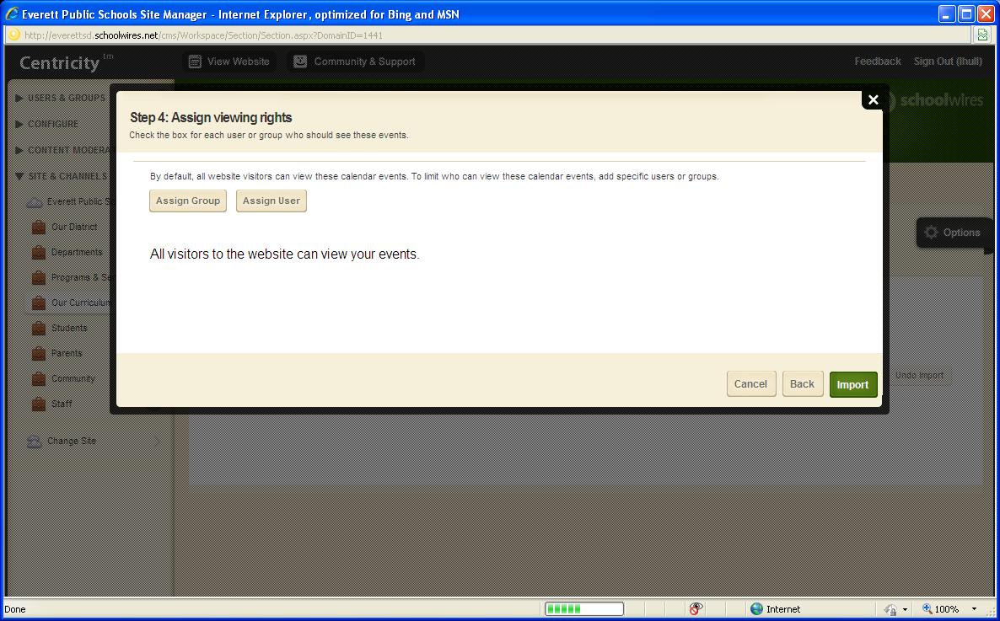 Everett Public Schools Site Manager - Internet Explorer, optimized for Bing and MSN
http://everettsd.schoolwires.net/cms/Workspace/Section/Section.aspx?DomainID=1441
Centricity tm
View Website
Community & Support
Feedback
Sign Out (lhull)
USERS & GROUPS
CONFIGURE
CONTENT MODERA
SITE & CHANNELS
Everett Public Sc
Our District
Departments
Programs & Se
Our Curriculum
Students
Parents
Community
Staff
Change Site
schoolwires
Options
Undo Import
Step 4: Assign viewing rights
Check the box for each user or group who should see these events.
By default, all website visitors can view these calendar events. To limit who can view these calendar events, add specific users or groups.
Assign Group
Assign User
All visitors to the website can view your events.
Cancel
Back
Import
Done
Internet
100%